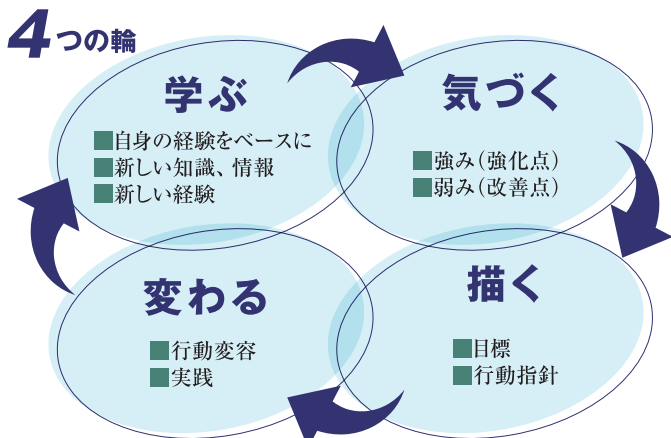 4つの輪
学ぶ
■自身の経験をベースに
■新しい知識、情報
■新しい経験
気づく
■強み(強化点)
■弱み(改善点)
描く
■目標
■行動指針
変わる
■行動変容
■実践